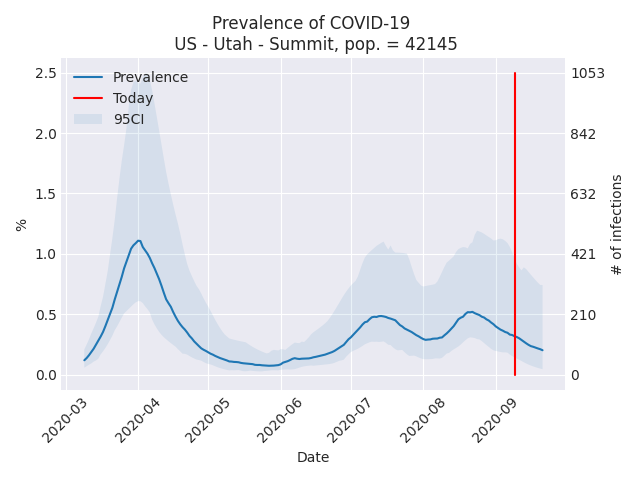 Prevalence of COVID-19
US - Utah - Summit, pop. = 42145
Prevalence
Today
95CI
2.5
2.0
1.5
1.0
0.5
0.0
%
1053
842
632
421
210
0
# of infections
2020-03
2020-04
2020-05
2020-06
2020-07
2020-08
2020-09
Date